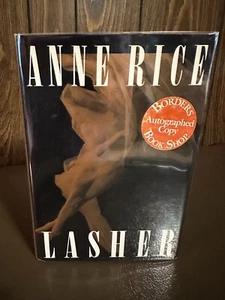 ANNE RICE
BORDERS
Autographed
Copy
BOOK SHOP
LASHER